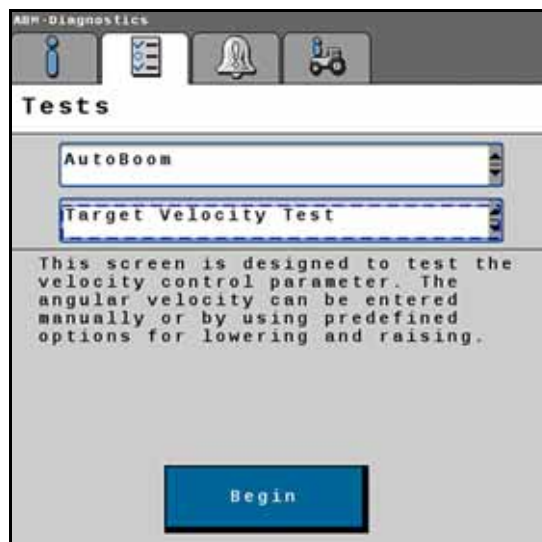 ABM-Diagnostics
Tests
AutoBoom
Target Velocity Test
This screen is designed to test the
velocity control parameter. The
angular velocity can be entered
manually or by using predefined
options for lowering and raising.
Begin